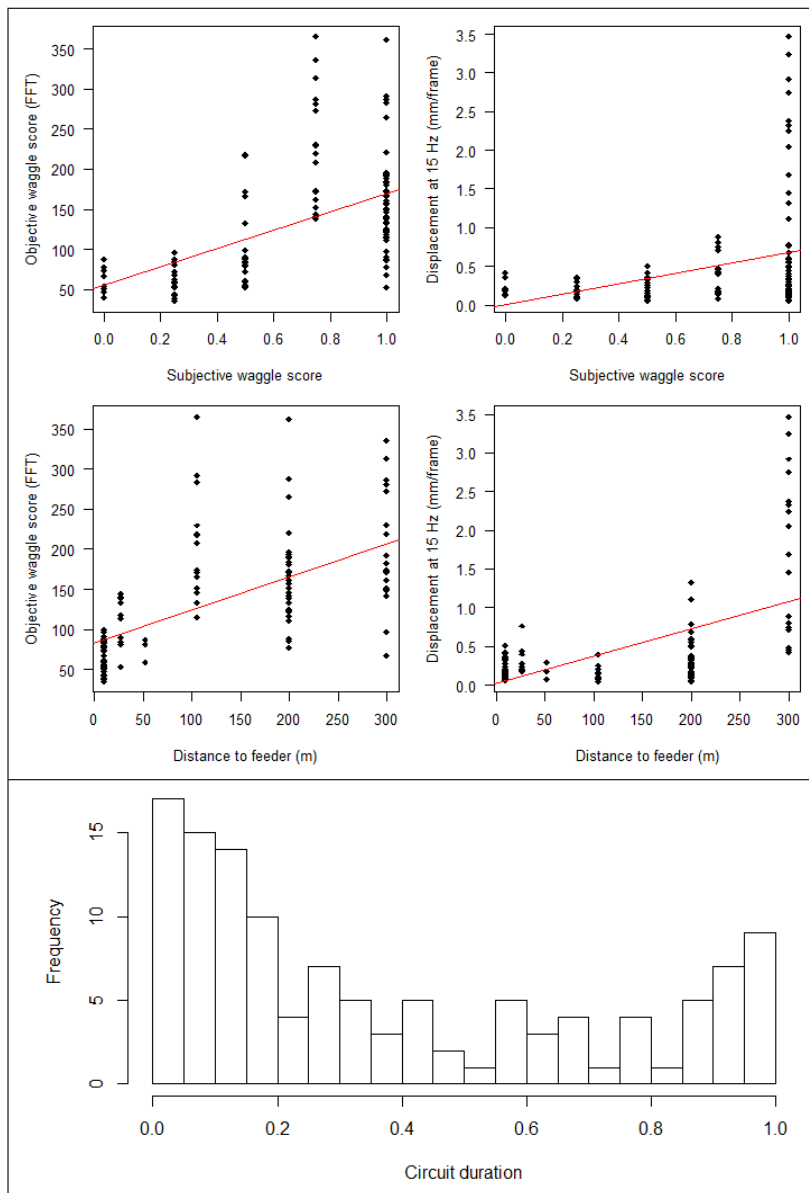 Objective waggle score (FFT)
350
300
250
200
150
100
50
0.0 0.2 0.4 0.6 0.8 1.0
Subjective waggle score
Displacement at 15 Hz (mm/frame)
3.5
3.0
2.5
2.0
1.5
1.0
0.5
0.0
0.0 0.2 0.4 0.6 0.8 1.0
Subjective waggle score
Objective waggle score (FFT)
350
300
250
200
150
100
50
0 50 100 150 200 250 300
Distance to feeder (m)
Displacement at 15 Hz (mm/frame)
3.5
3.0
2.5
2.0
1.5
1.0
0.5
0.0
0 50 100 150 200 250 300
Distance to feeder (m)
Frequency
15
10
5
0
0.0 0.2 0.4 0.6 0.8 1.0
Circuit duration